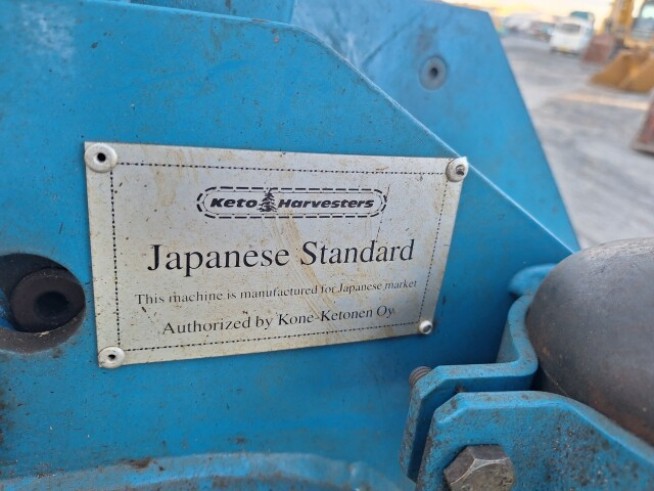 Keto Harvesters
Japanese Standard
This machine is manufactured for Japanese market
Authorized by Kone-Ketonen Oy